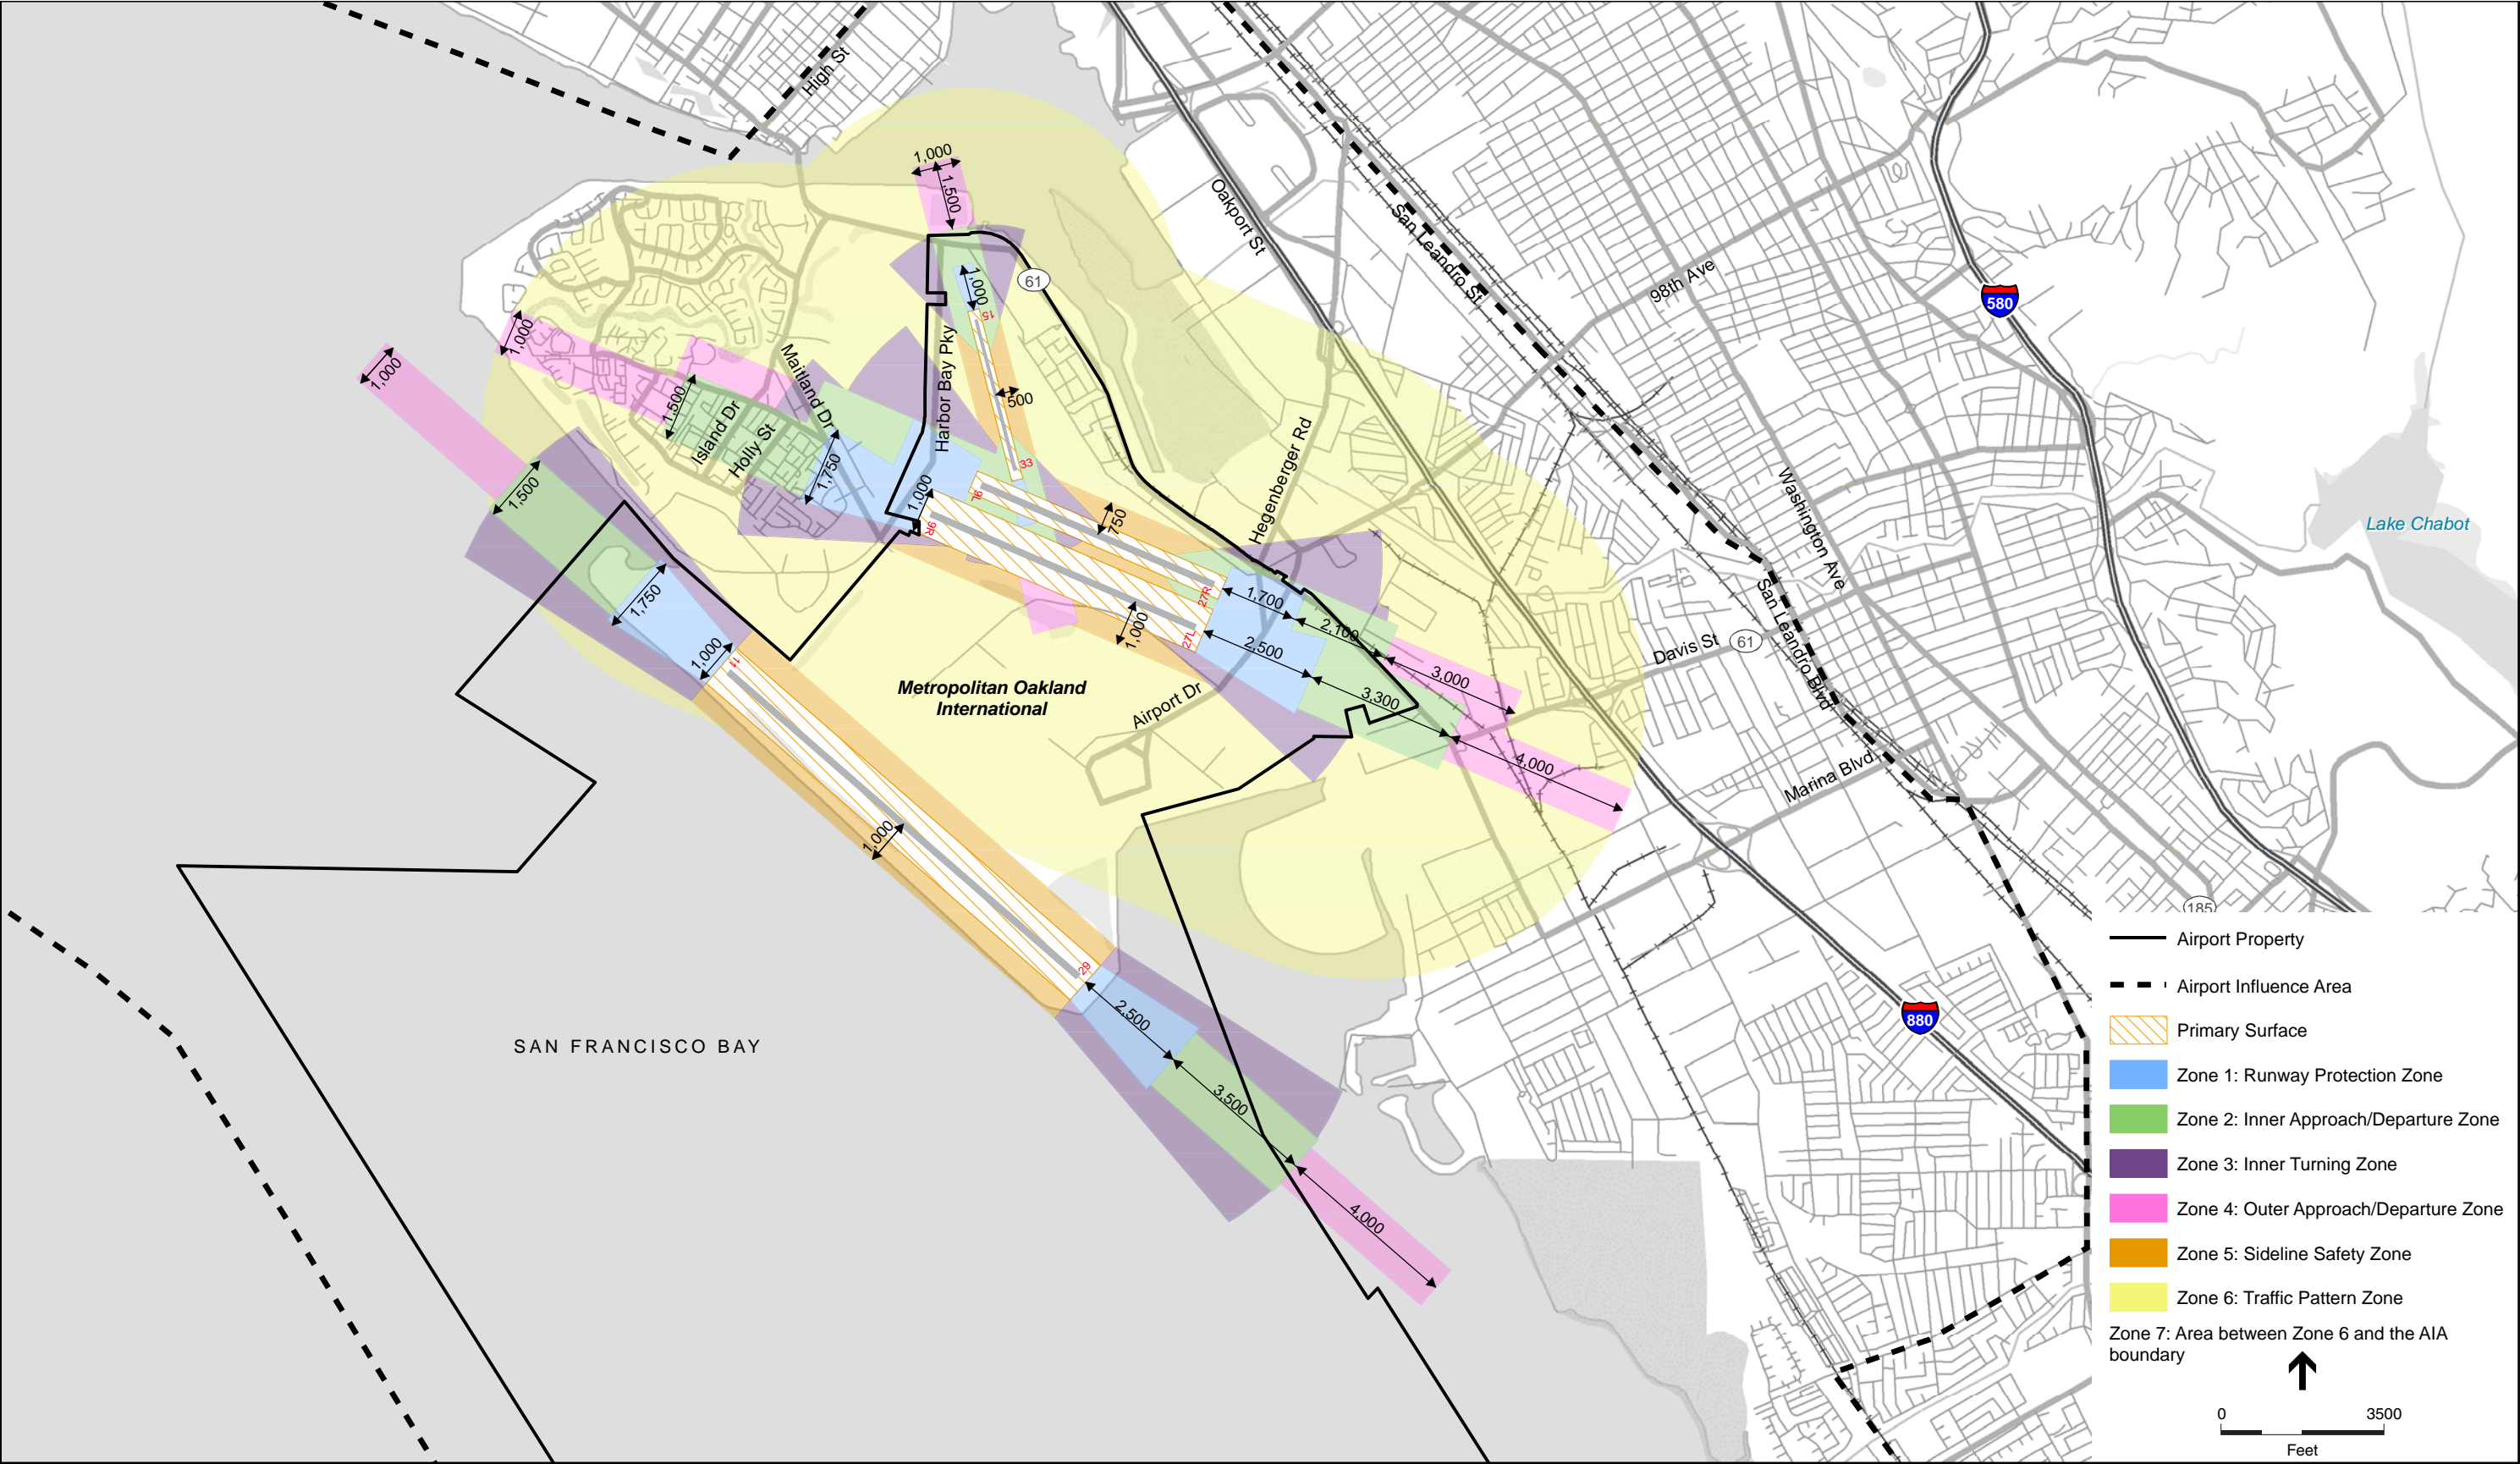 High St
1,000
1,500
Oakport St
San Leandro St
98th Ave
580
61
1,000
15
Harbor Bay Pky
500
33
Maitland Dr
1,000
1,000
1,500
Island Dr
Holly St
1,750
1,000
9L
9R
750
Hegenberger Rd
Washington Ave
Lake Chabot
1,500
1,750
1,000
11
27R
27L
1,000
1,700
2,100
2,500
3,000
3,300
4,000
Davis St
61
San Leandro Blvd
Marina Blvd
Metropolitan Oakland
International
Airport Dr
1,000
29
185
SAN FRANCISCO BAY
2,500
3,500
4,000
880
Airport Property
Airport Influence Area
Primary Surface
Zone 1: Runway Protection Zone
Zone 2: Inner Approach/Departure Zone
Zone 3: Inner Turning Zone
Zone 4: Outer Approach/Departure Zone
Zone 5: Sideline Safety Zone
Zone 6: Traffic Pattern Zone
Zone 7: Area between Zone 6 and the AIA
boundary
0 3500
Feet